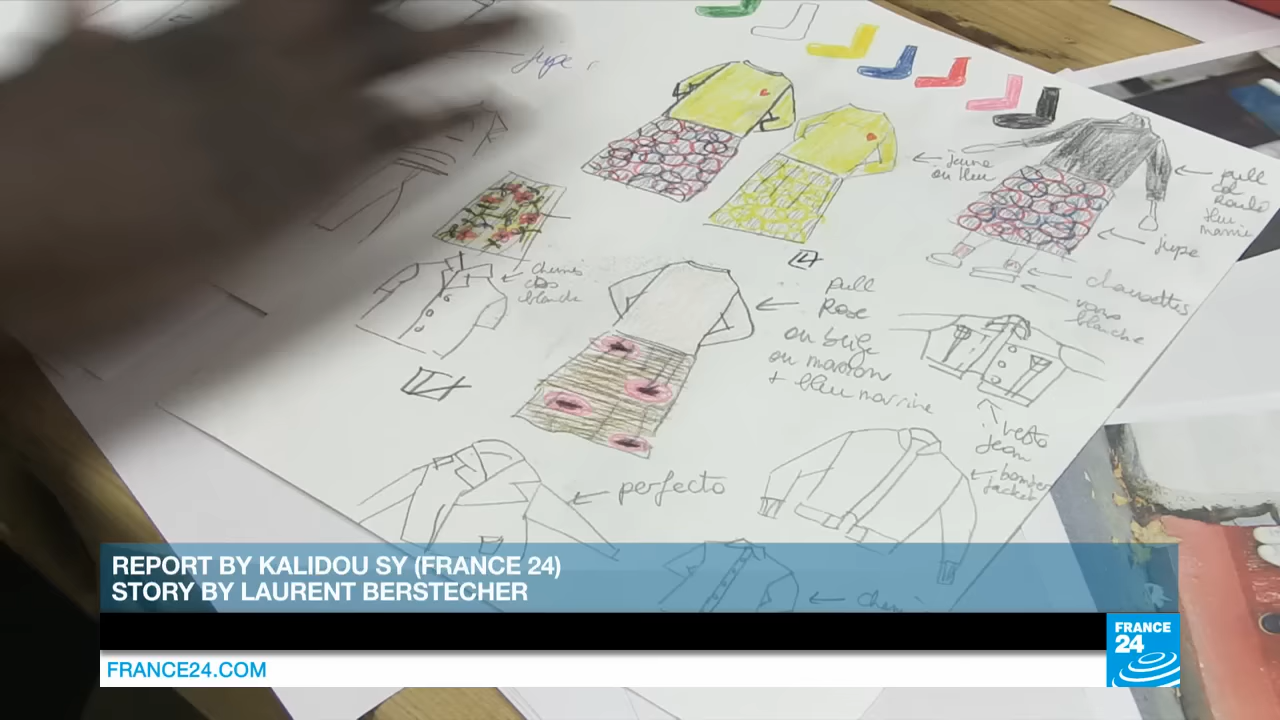 jupe
jaune
ou bleu
pull
col
Roulé
bleu
marine
jupe
chaussettes
vans
blanche
chemise
blanche
pull
Rose
ou beige
ou marron
+ bleu marine
veste
jean
bomber
jacket
perfecto
REPORT BY KALIDOU SY (FRANCE 24)
STORY BY LAURENT BERSTECHER
FRANCE
24
FRANCE24.COM